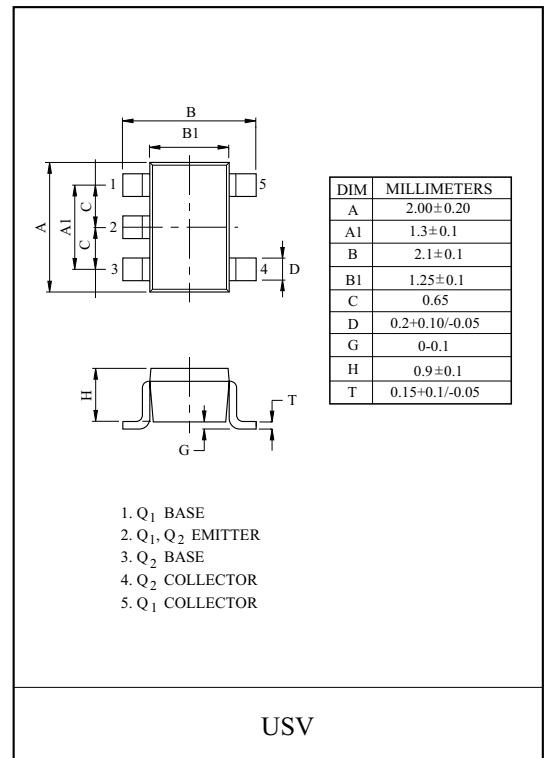 B
B1
1
5
C
A
A1
2
C
3
4
D
H
T
G
DIM MILLIMETERS
A 2.00±0.20
A1 1.3±0.1
B 2.1±0.1
B1 1.25±0.1
C 0.65
D 0.2+0.10/-0.05
G 0-0.1
H 0.9±0.1
T 0.15+0.1/-0.05
1. Q1 BASE
2. Q1, Q2 EMITTER
3. Q2 BASE
4. Q2 COLLECTOR
5. Q1 COLLECTOR
USV